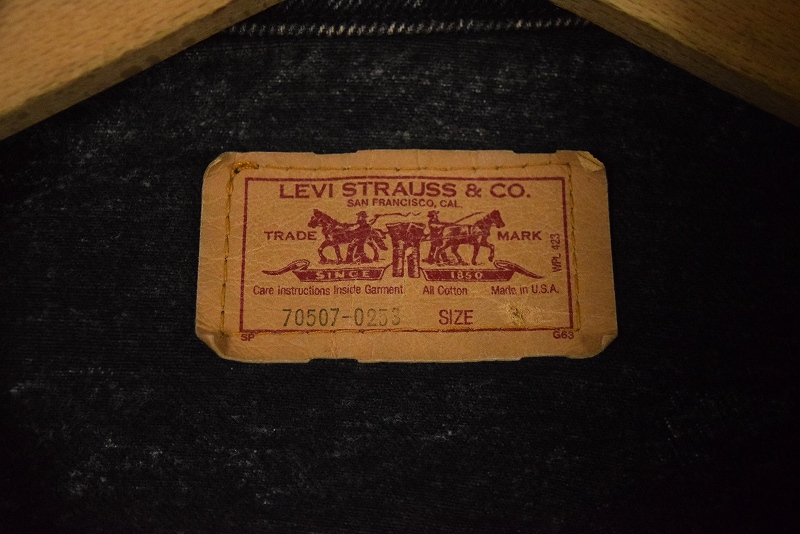 LEVI STRAUSS & CO.
SAN FRANCISCO, CAL.
TRADE MARK
WPL 423
SINCE 1850
Care Instructions Inside Garment All Cotton Made in U.S.A.
70507-0253 SIZE
SP G63